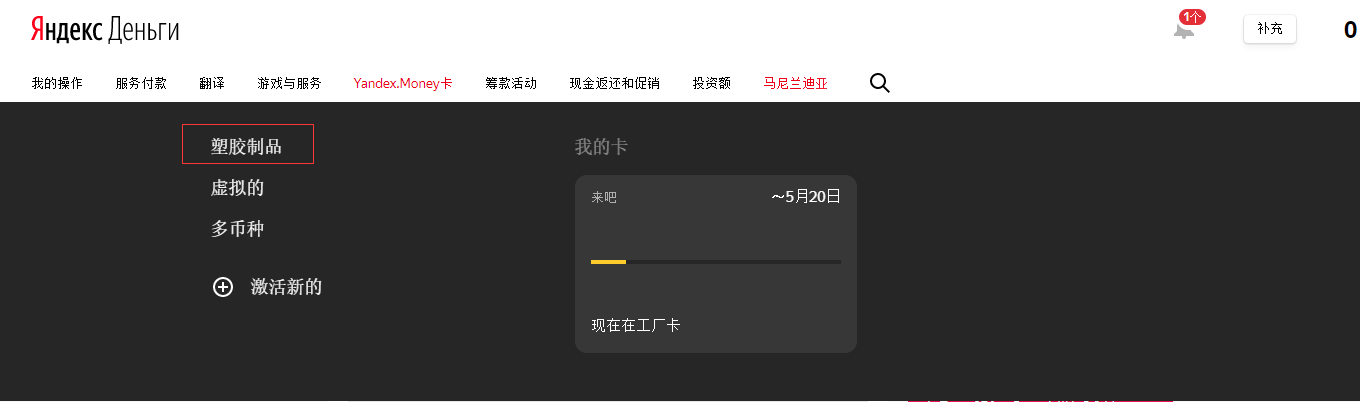 Яндекс Деньги
1个
补充
0
我的操作 服务付款 翻译 游戏与服务 Yandex.Money卡 筹款活动 现金返还和促销 投资额 马尼兰迪亚
塑胶制品
虚拟的
多币种
激活新的
我的卡
来吧 ～5月20日
现在在工厂卡